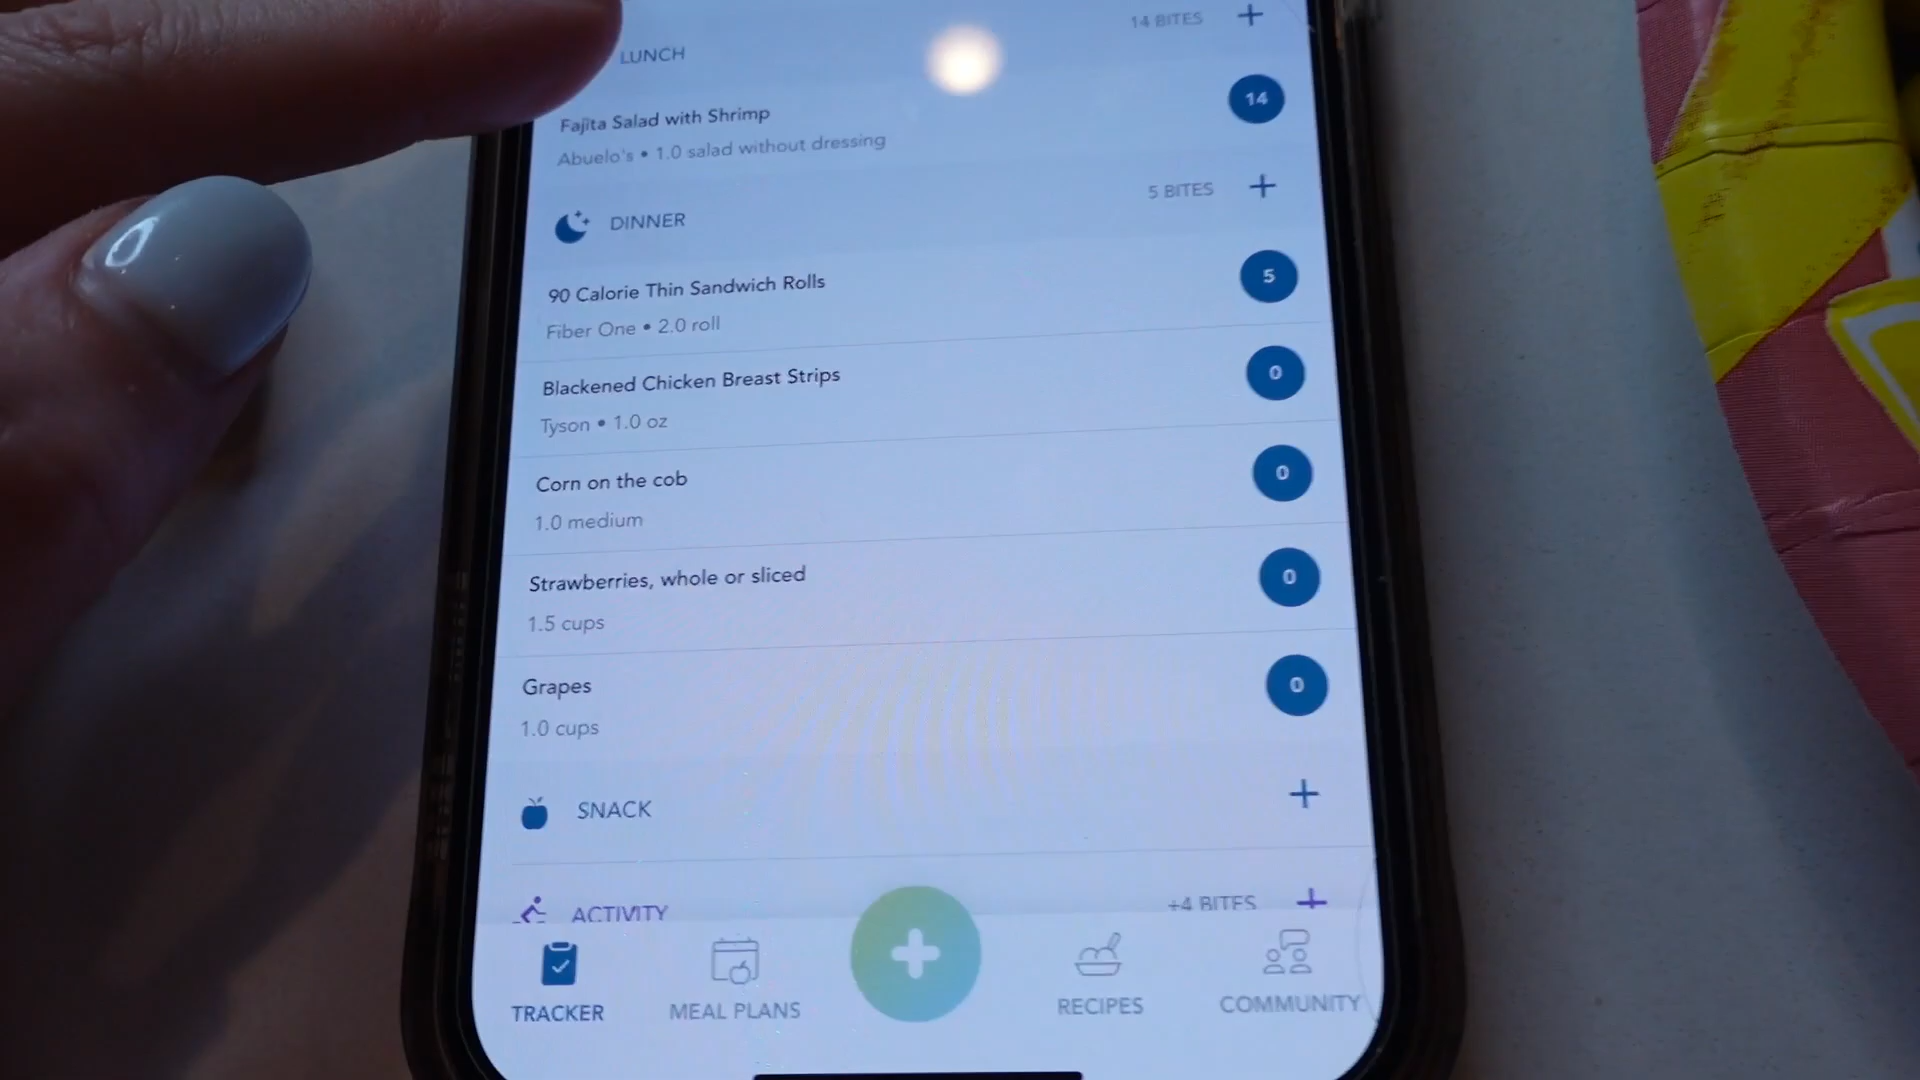 14 BITES
LUNCH
Fajita Salad with Shrimp
14
Abuelo's • 1.0 salad without dressing
5 BITES
DINNER
90 Calorie Thin Sandwich Rolls
5
Fiber One • 2.0 roll
Blackened Chicken Breast Strips
0
Tyson • 1.0 oz
Corn on the cob
0
1.0 medium
Strawberries, whole or sliced
0
1.5 cups
Grapes
0
1.0 cups
SNACK
ACTIVITY
+4 BITES
TRACKER
MEAL PLANS
RECIPES
COMMUNITY